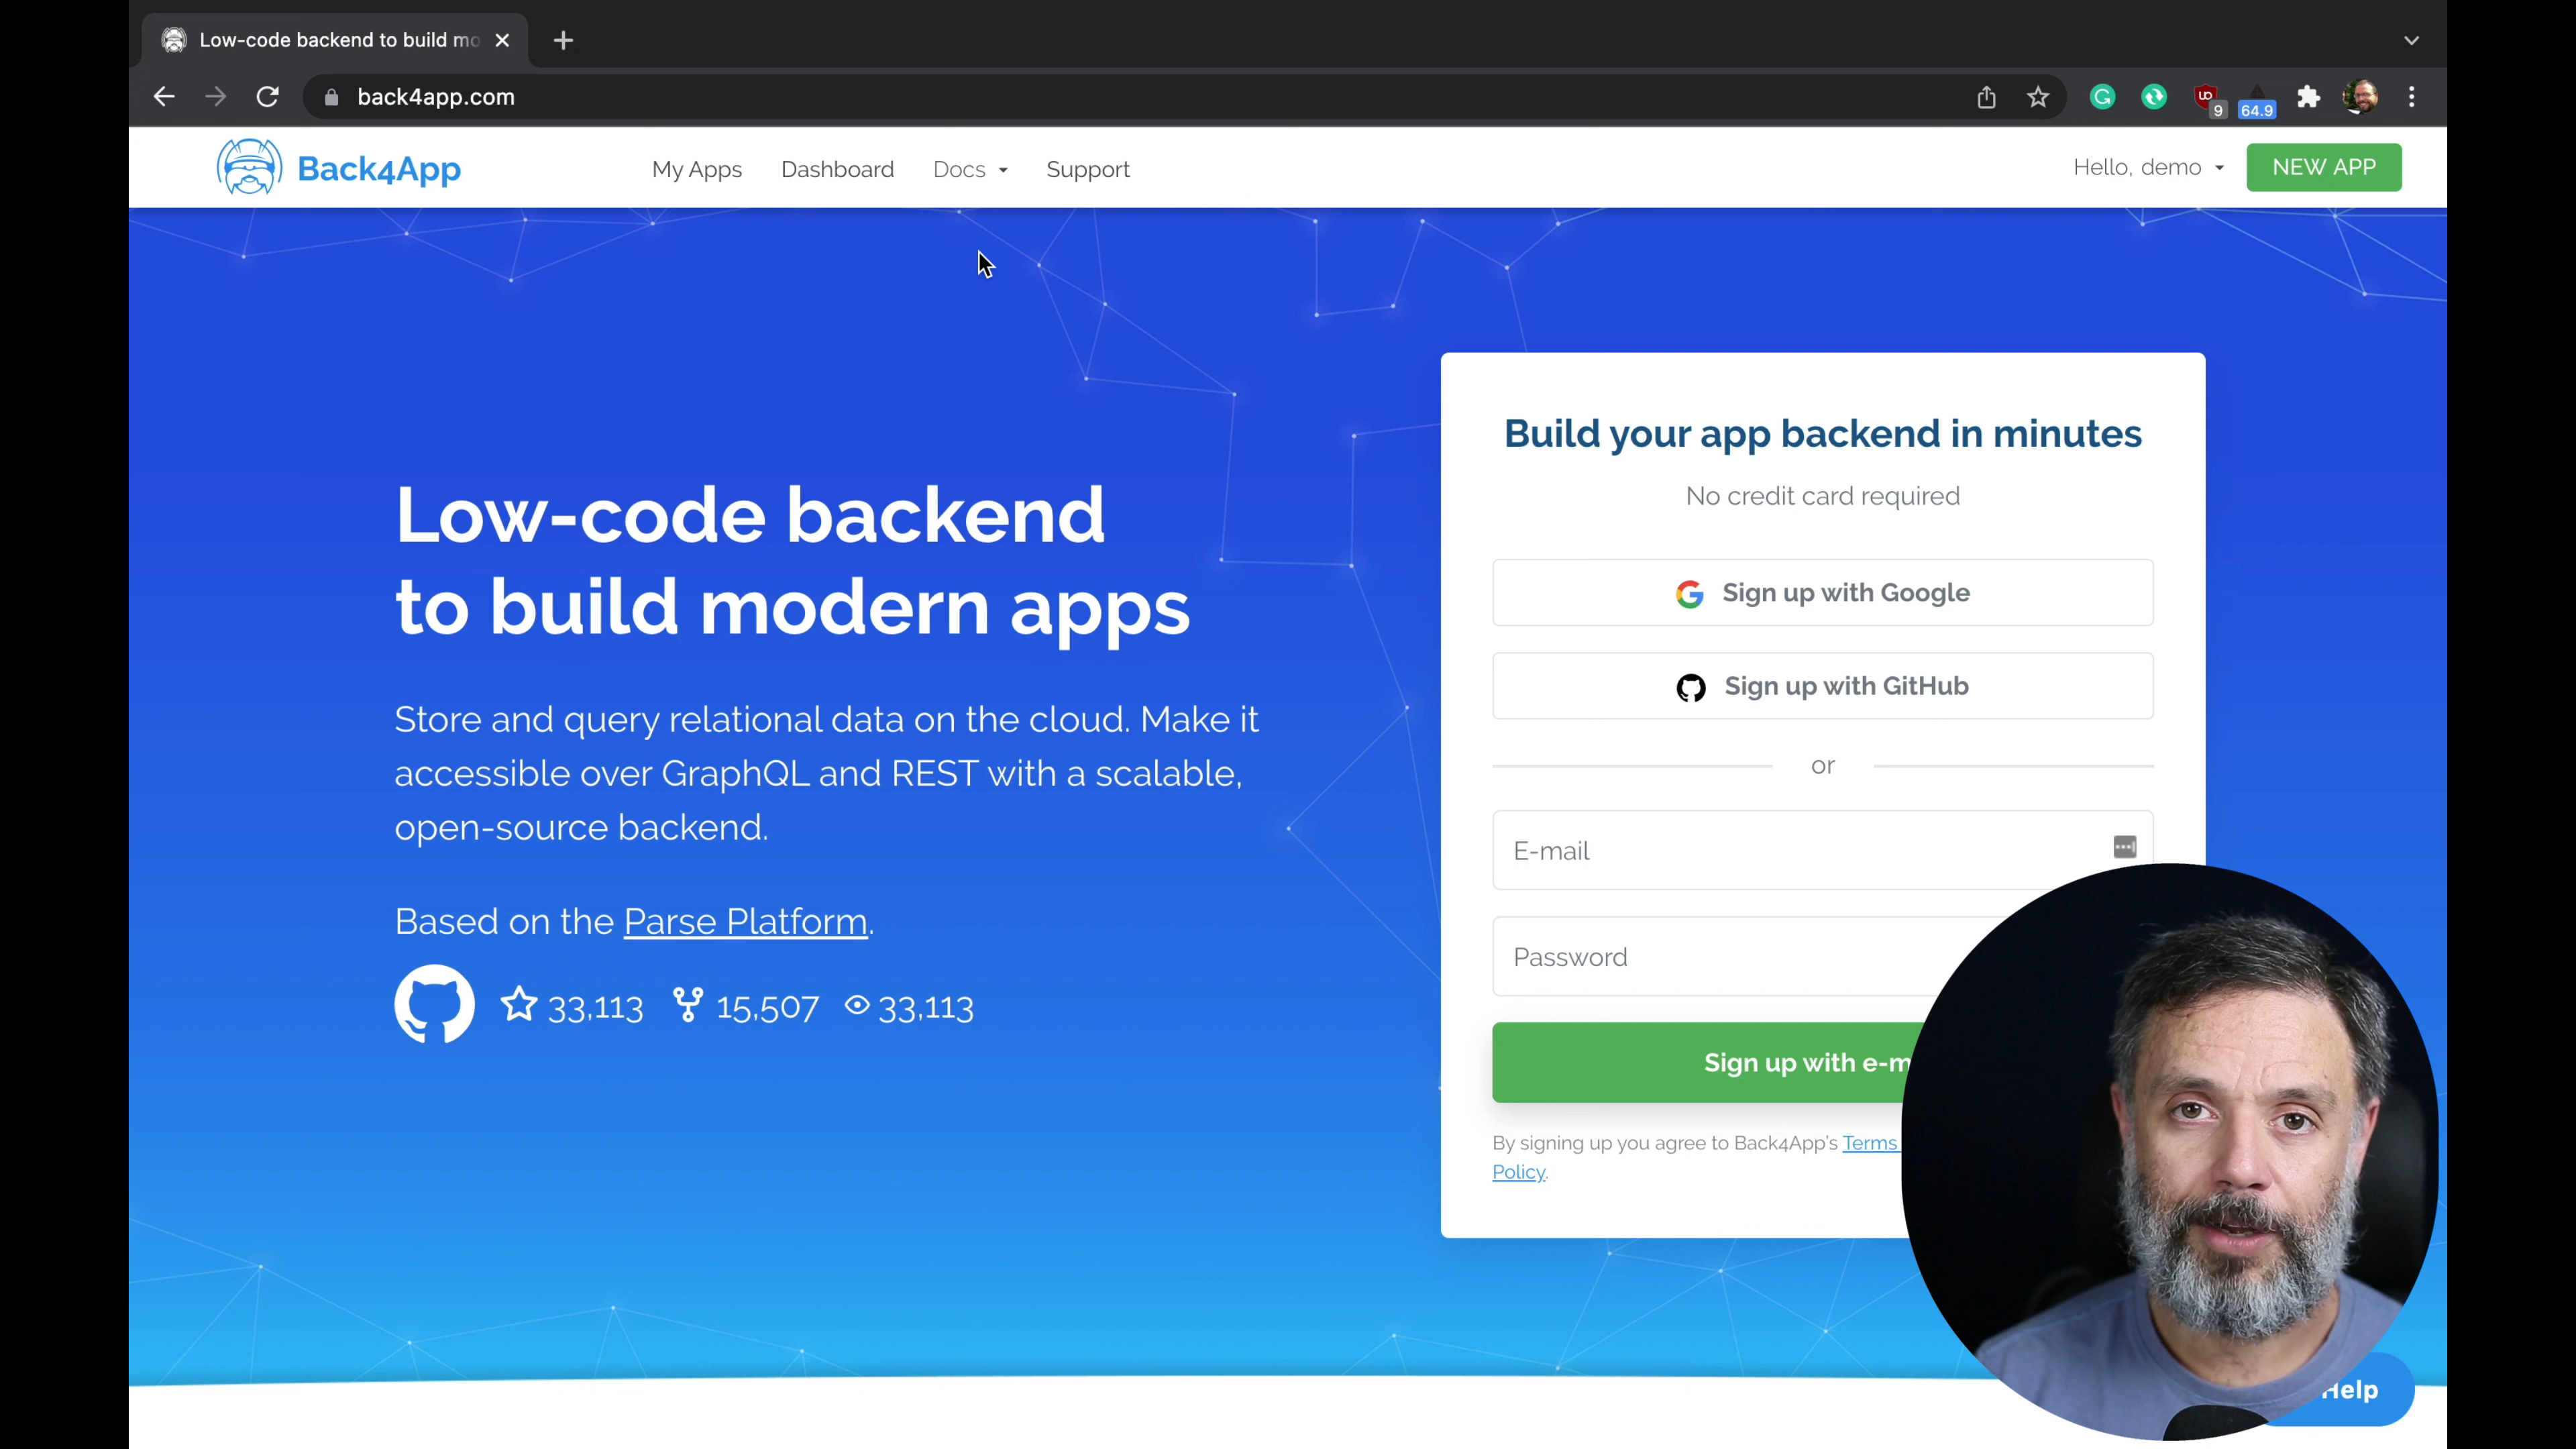 Low-code backend to build mo
back4app.com
9
64.9
Back4App
My Apps Dashboard Docs Support
Hello, demo
NEW APP
Low-code backend
to build modern apps
Store and query relational data on the cloud. Make it
accessible over GraphQL and REST with a scalable,
open-source backend.
Based on the Parse Platform.
33,113 15,507 33,113
Build your app backend in minutes
No credit card required
Sign up with Google
Sign up with GitHub
or
E-mail
Password
Sign up with e-m
By signing up you agree to Back4App's Terms
Policy.
Help